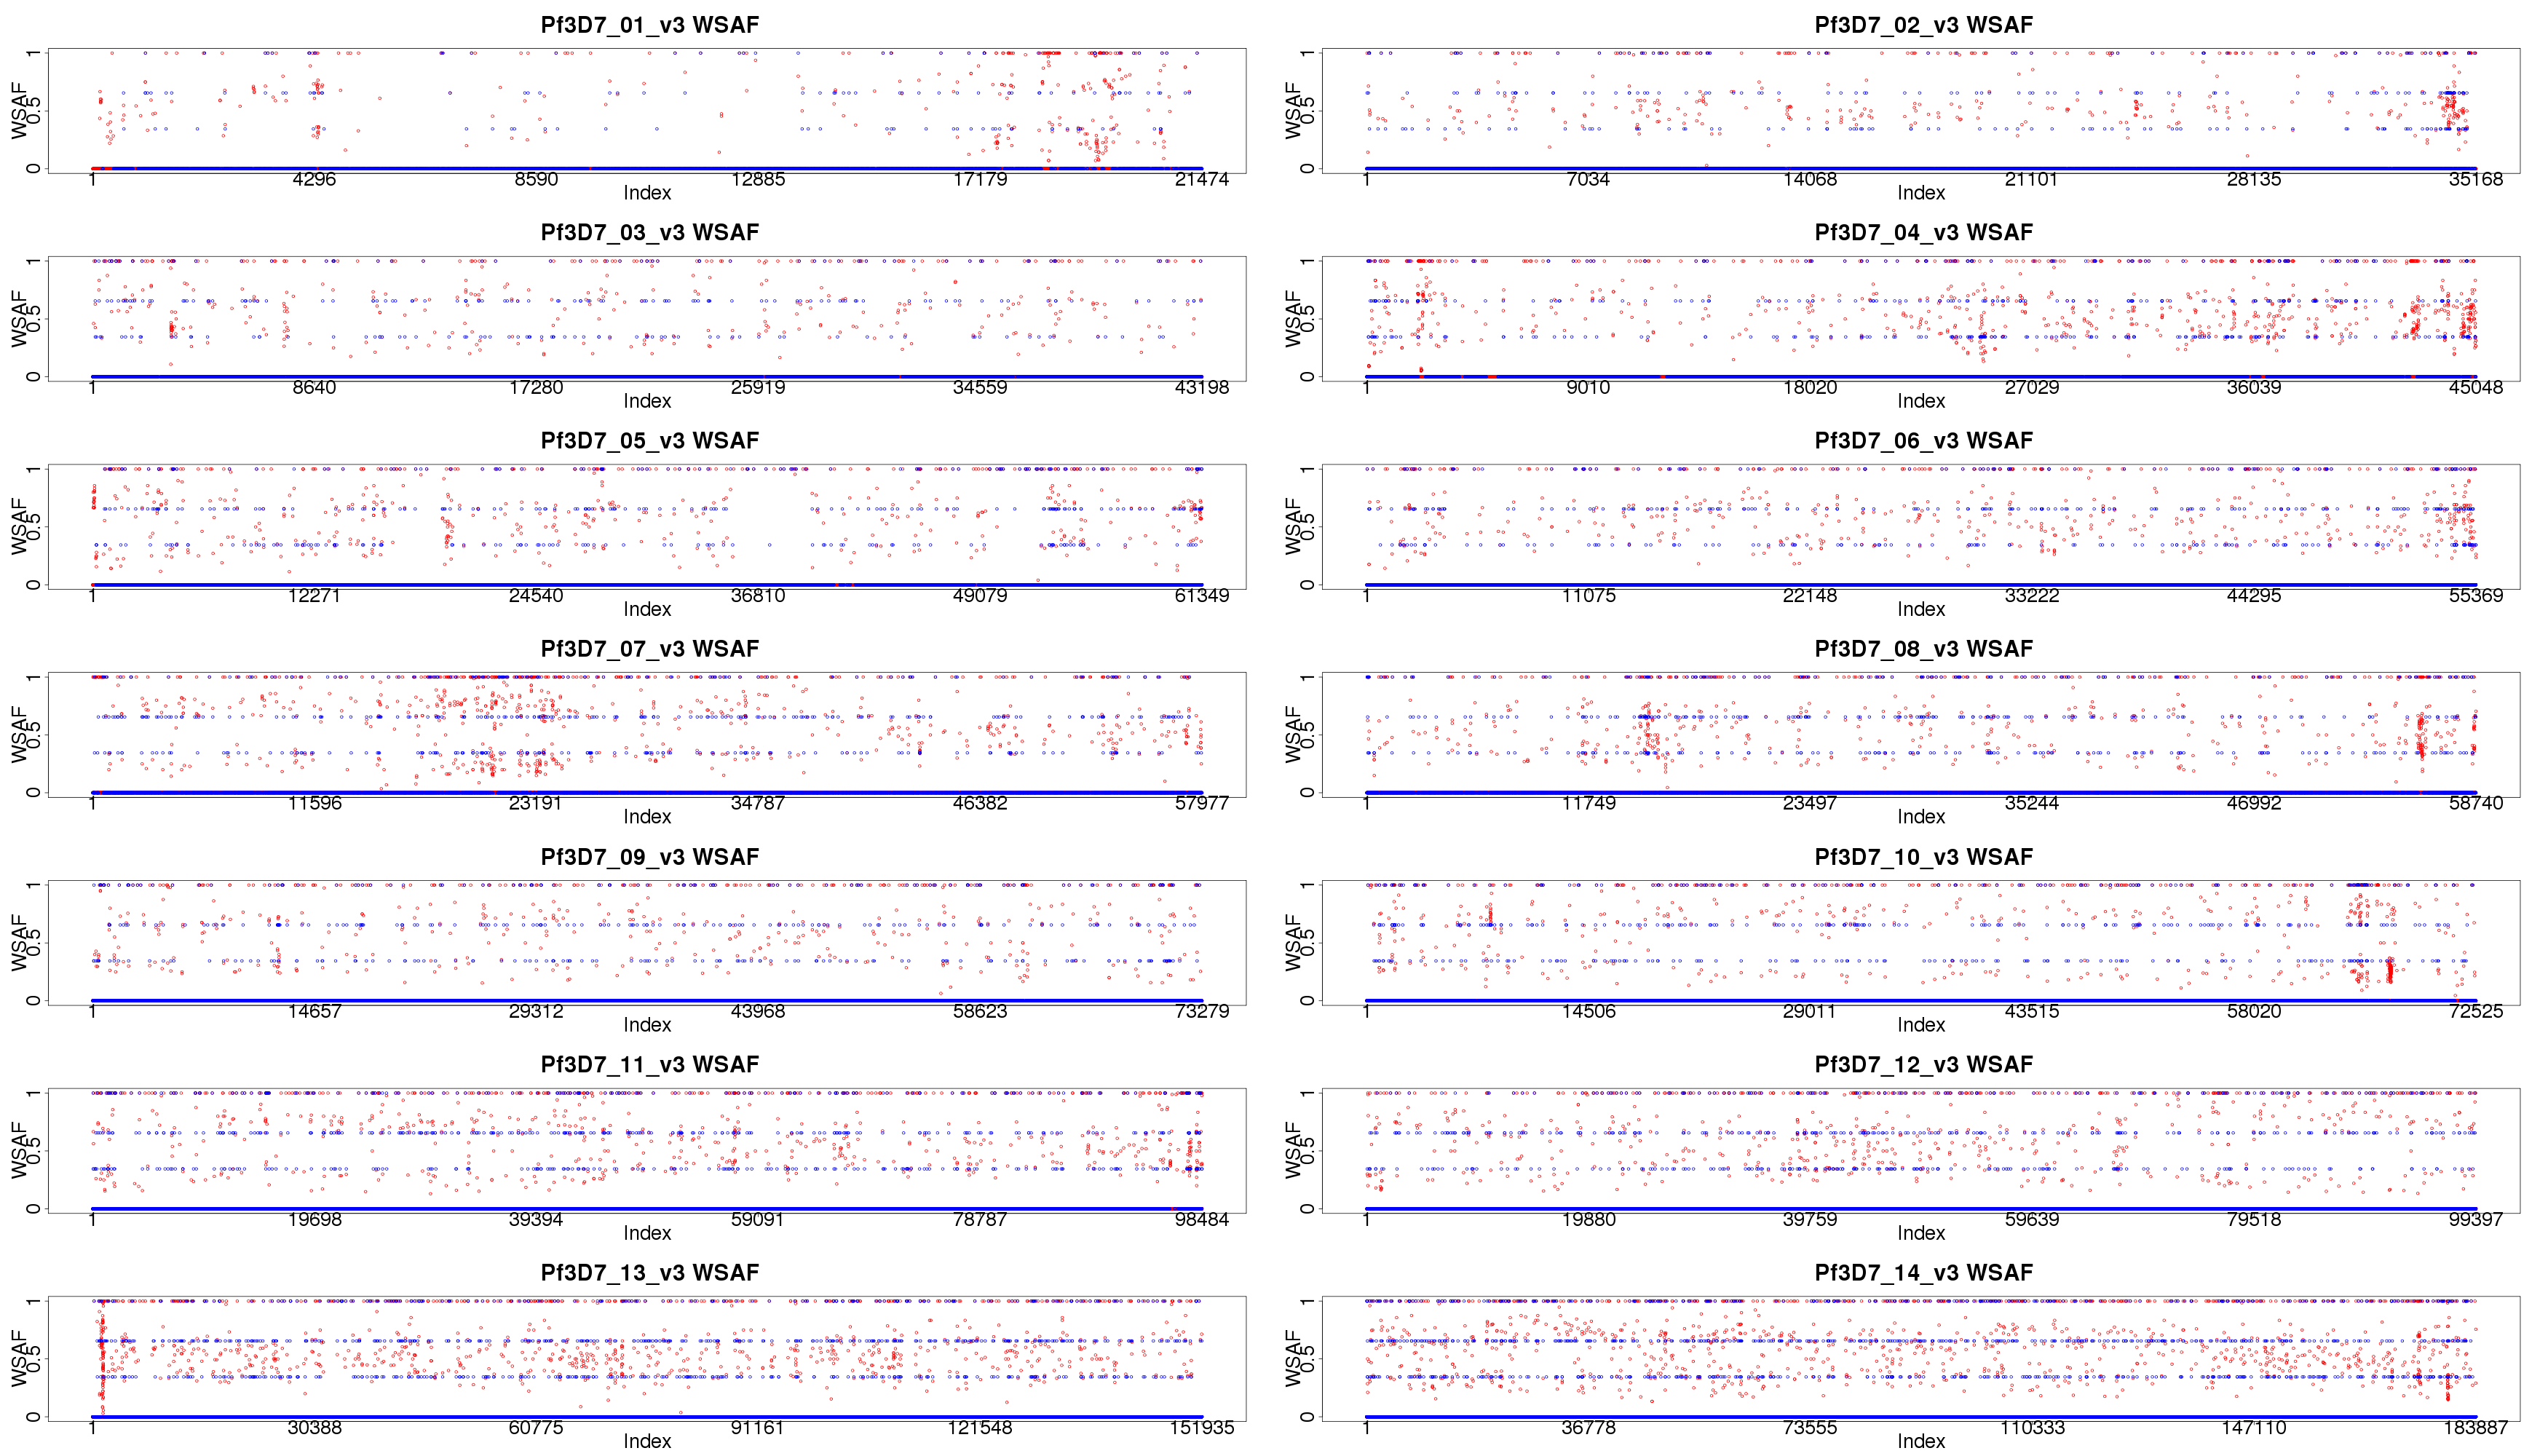 Pf3D7_01_v3 WSAF
WSAF
0 0.5 1
1 4296 8590 12885 17179 21474
Index
Pf3D7_02_v3 WSAF
WSAF
0 0.5 1
1 7034 14068 21101 28135 35168
Index
Pf3D7_03_v3 WSAF
WSAF
0 0.5 1
1 8640 17280 25919 34559 43198
Index
Pf3D7_04_v3 WSAF
WSAF
0 0.5 1
1 9010 18020 27029 36039 45048
Index
Pf3D7_05_v3 WSAF
WSAF
0 0.5 1
1 12271 24540 36810 49079 61349
Index
Pf3D7_06_v3 WSAF
WSAF
0 0.5 1
1 11075 22148 33222 44295 55369
Index
Pf3D7_07_v3 WSAF
WSAF
0 0.5 1
1 11596 23191 34787 46382 57977
Index
Pf3D7_08_v3 WSAF
WSAF
0 0.5 1
1 11749 23497 35244 46992 58740
Index
Pf3D7_09_v3 WSAF
WSAF
0 0.5 1
1 14657 29312 43968 58623 73279
Index
Pf3D7_10_v3 WSAF
WSAF
0 0.5 1
1 14506 29011 43515 58020 72525
Index
Pf3D7_11_v3 WSAF
WSAF
0 0.5 1
1 19698 39394 59091 78787 98484
Index
Pf3D7_12_v3 WSAF
WSAF
0 0.5 1
1 19880 39759 59639 79518 99397
Index
Pf3D7_13_v3 WSAF
WSAF
0 0.5 1
1 30388 60775 91161 121548 151935
Index
Pf3D7_14_v3 WSAF
WSAF
0 0.5 1
1 36778 73555 110333 147110 183887
Index